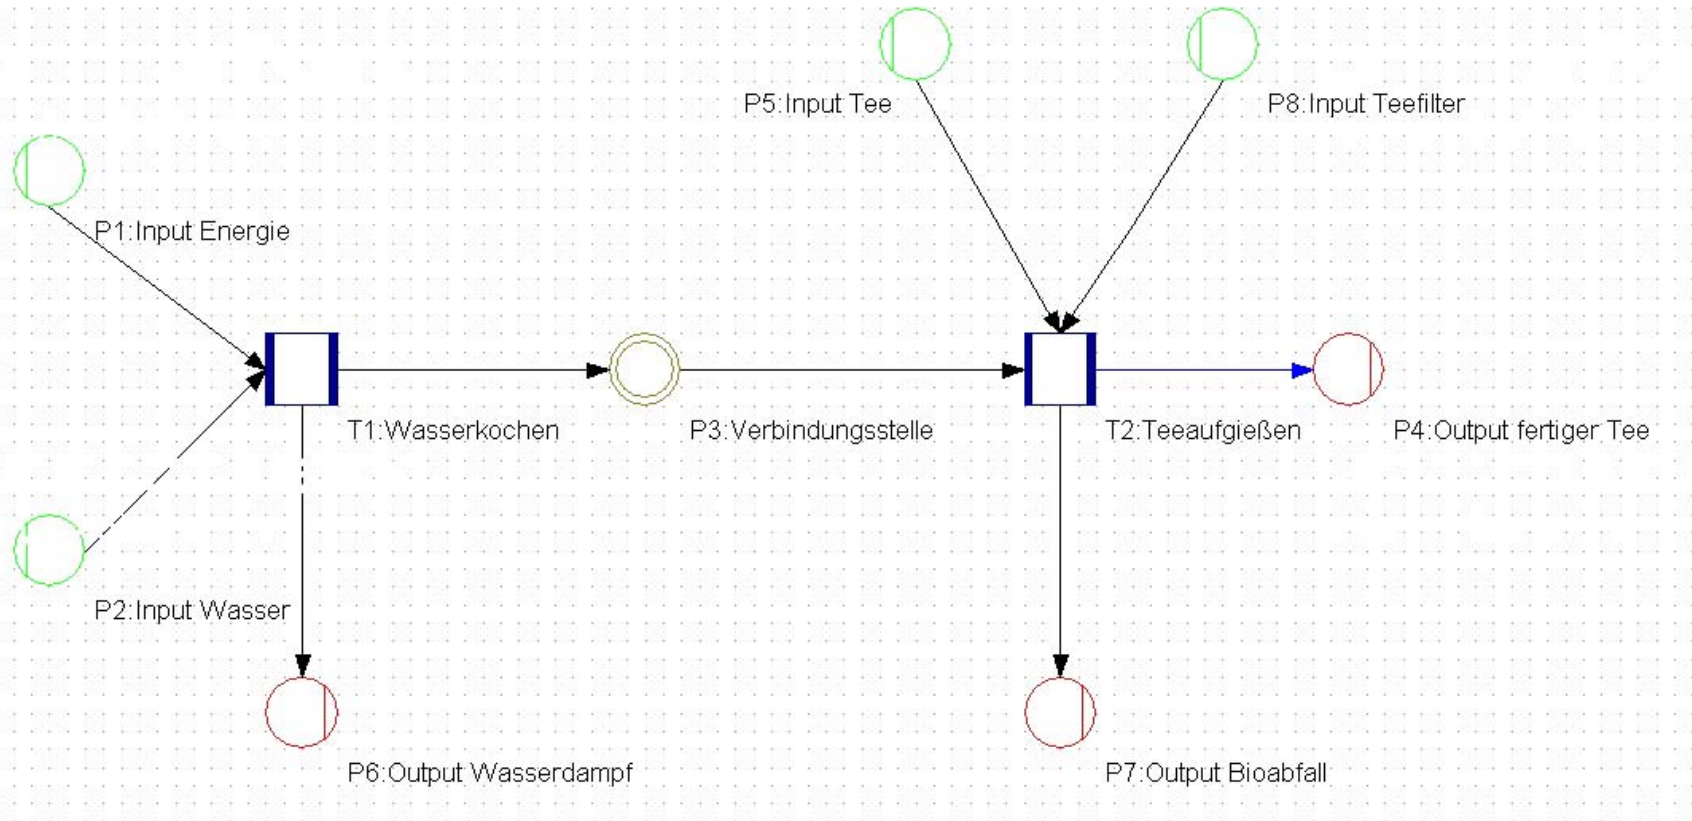 P5:Input Tee
P8:Input Teefilter
P1:Input Energie
T1:Wasserkochen
P3:Verbindungsstelle
T2:Teeaufgießen
P4:Output fertiger Tee
P2:Input Wasser
P6:Output Wasserdampf
P7:Output Bioabfall